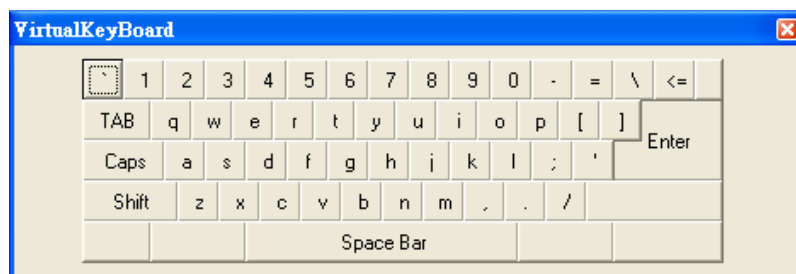 VirtualKeyBoard
` 1 2 3 4 5 6 7 8 9 0 - = \ <=
TAB q w e r t y u i o p [ ] Enter
Caps a s d f g h j k l ; '
Shift z x c v b n m , . /
Space Bar